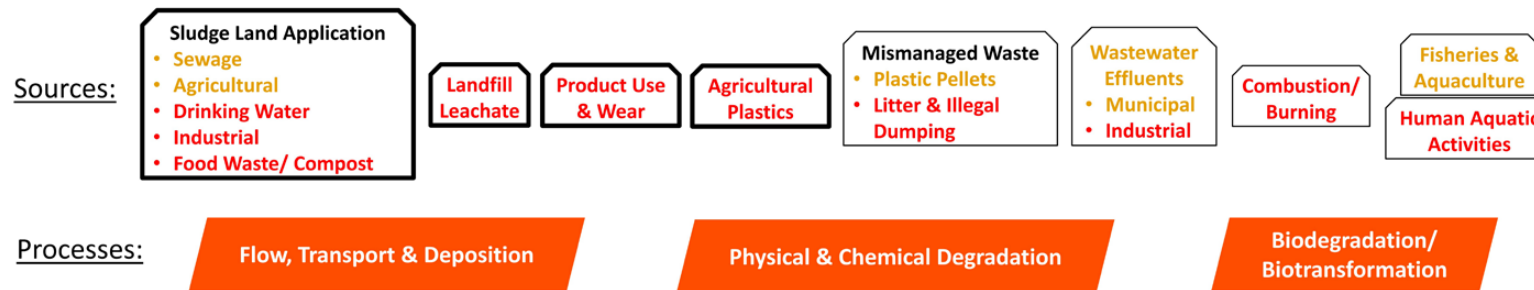 Sources:
Sludge Land Application
• Sewage
• Agricultural
• Drinking Water
• Industrial
• Food Waste/ Compost
Landfill
Leachate
Product Use
& Wear
Agricultural
Plastics
Mismanaged Waste
• Plastic Pellets
• Litter & Illegal
Dumping
Wastewater
Effluents
• Municipal
• Industrial
Combustion/
Burning
Fisheries &
Aquaculture
Human Aquatic
Activities
Processes:
Flow, Transport & Deposition
Physical & Chemical Degradation
Biodegradation/
Biotransformation